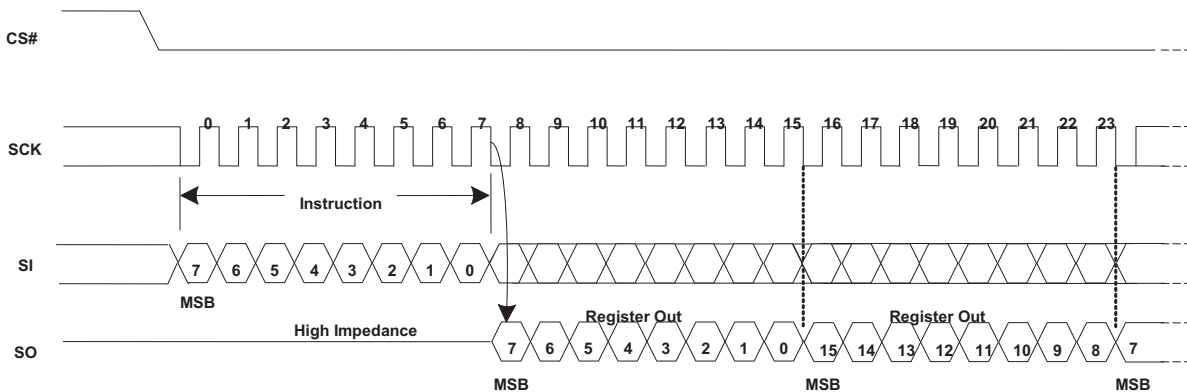 CS#
0 1 2 3 4 5 6 7 8 9 10 11 12 13 14 15 16 17 18 19 20 21 22 23
SCK
Instruction
SI
7 6 5 4 3 2 1 0
MSB
High Impedance
Register Out Register Out
SO
7 6 5 4 3 2 1 0 15 14 13 12 11 10 9 8 7
MSB MSB MSB